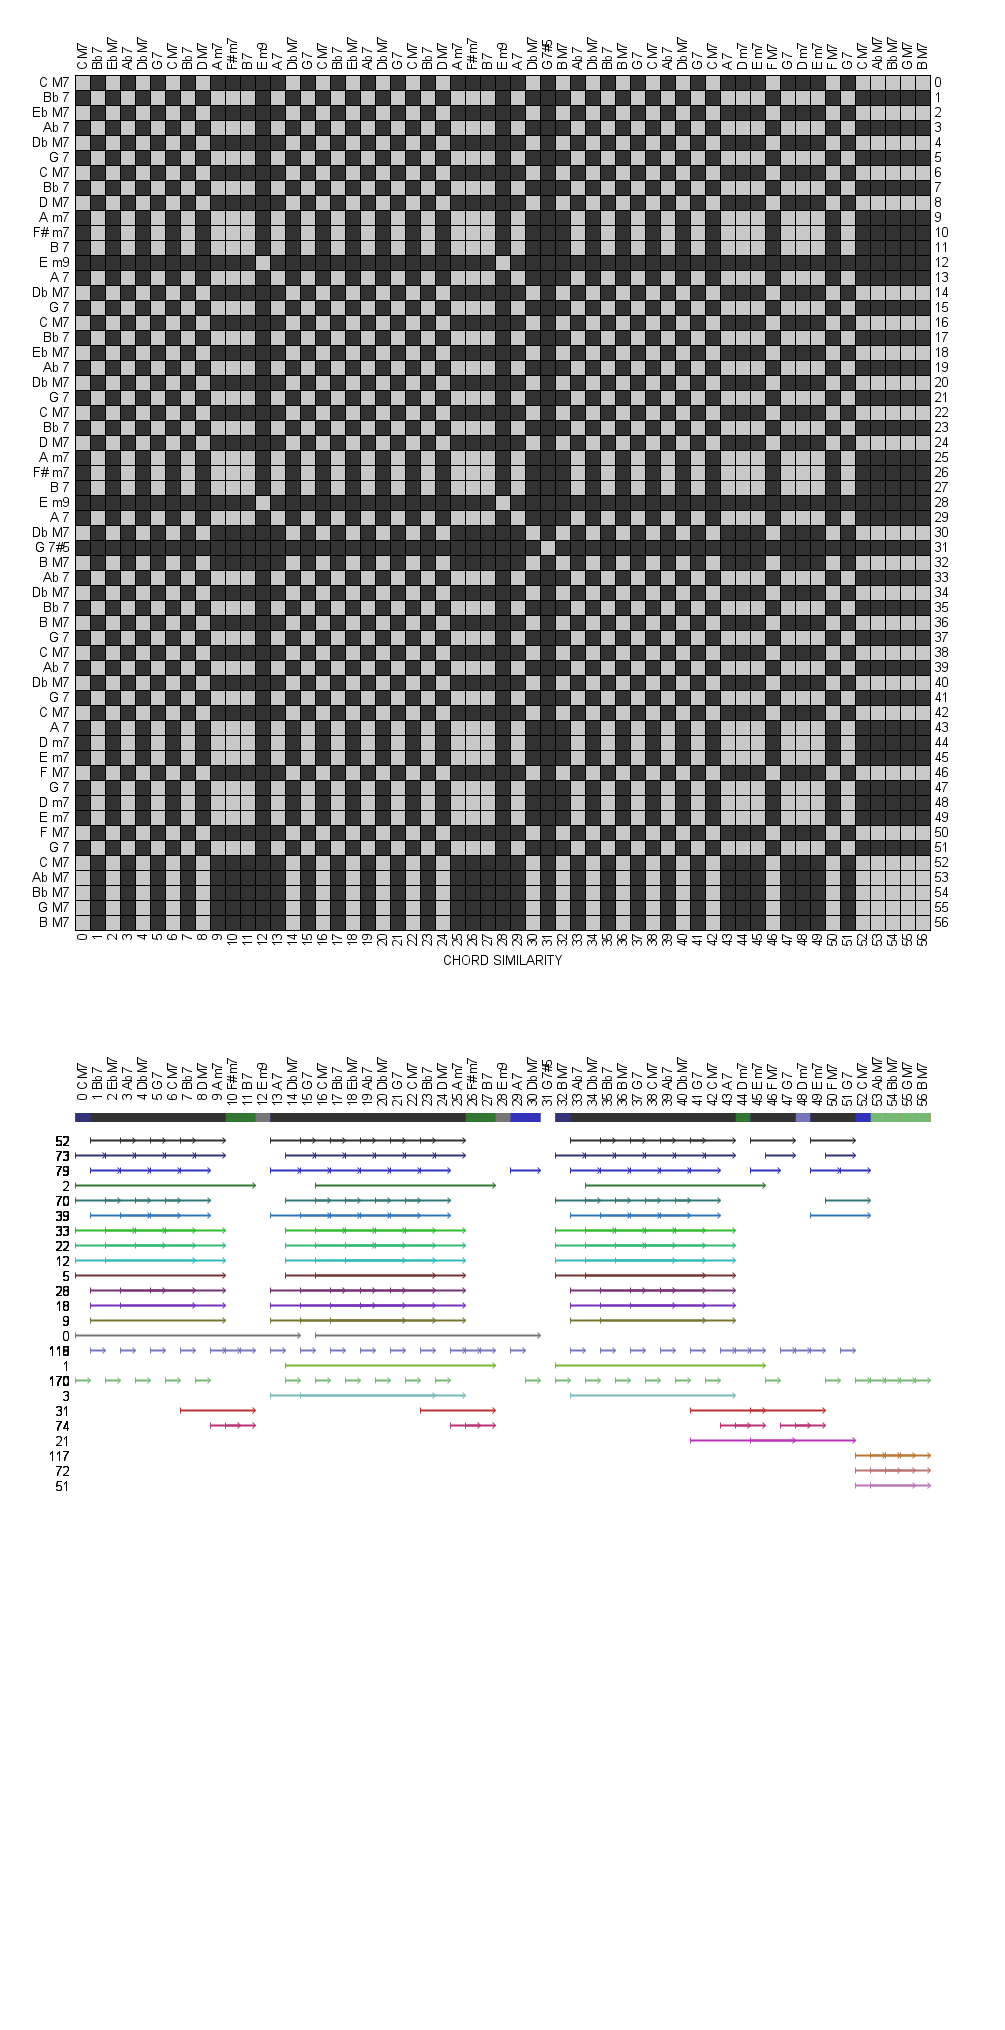 C M7 Bb 7 Eb M7 Ab 7 Db M7 G 7 C M7 Bb 7 D M7 A m7 F# m7 B 7 E m9 A 7 Db M7 G 7 C M7 Bb 7 Eb M7 Ab 7 Db M7 G 7 C M7 Bb 7 D M7 A m7 F# m7 B 7 E m9 A 7 Db M7 G 7#5 B M7 Ab 7 Db M7 Bb 7 B M7 G 7 C M7 Ab 7 Db M7 G 7 C M7 A 7 D m7 E m7 F M7 G 7 D m7 E m7 F M7 G 7 C M7 Ab M7 Bb M7 G M7 B M7
C M7 0
Bb 7 1
Eb M7 2
Ab 7 3
Db M7 4
G 7 5
C M7 6
Bb 7 7
D M7 8
A m7 9
F# m7 10
B 7 11
E m9 12
A 7 13
Db M7 14
G 7 15
C M7 16
Bb 7 17
Eb M7 18
Ab 7 19
Db M7 20
G 7 21
C M7 22
Bb 7 23
D M7 24
A m7 25
F# m7 26
B 7 27
E m9 28
A 7 29
Db M7 30
G 7#5 31
B M7 32
Ab 7 33
Db M7 34
Bb 7 35
B M7 36
G 7 37
C M7 38
Ab 7 39
Db M7 40
G 7 41
C M7 42
A 7 43
D m7 44
E m7 45
F M7 46
G 7 47
D m7 48
E m7 49
F M7 50
G 7 51
C M7 52
Ab M7 53
Bb M7 54
G M7 55
B M7 56
0 1 2 3 4 5 6 7 8 9 10 11 12 13 14 15 16 17 18 19 20 21 22 23 24 25 26 27 28 29 30 31 32 33 34 35 36 37 38 39 40 41 42 43 44 45 46 47 48 49 50 51 52 53 54 55 56
CHORD SIMILARITY
0 C M7 1 Bb 7 2 Eb M7 3 Ab 7 4 Db M7 5 G 7 6 C M7 7 Bb 7 8 D M7 9 A m7 10 F# m7 11 B 7 12 E m9 13 A 7 14 Db M7 15 G 7 16 C M7 17 Bb 7 18 Eb M7 19 Ab 7 20 Db M7 21 G 7 22 C M7 23 Bb 7 24 D M7 25 A m7 26 F# m7 27 B 7 28 E m9 29 A 7 30 Db M7 31 G 7#5 32 B M7 33 Ab 7 34 Db M7 35 Bb 7 36 B M7 37 G 7 38 C M7 39 Ab 7 40 Db M7 41 G 7 42 C M7 43 A 7 44 D m7 45 E m7 46 F M7 47 G 7 48 D m7 49 E m7 50 F M7 51 G 7 52 C M7 53 Ab M7 54 Bb M7 55 G M7 56 B M7
52
73
79
2
70
39
33
22
12
5
28
18
9
0
1
3
31
74
21
117
72
51